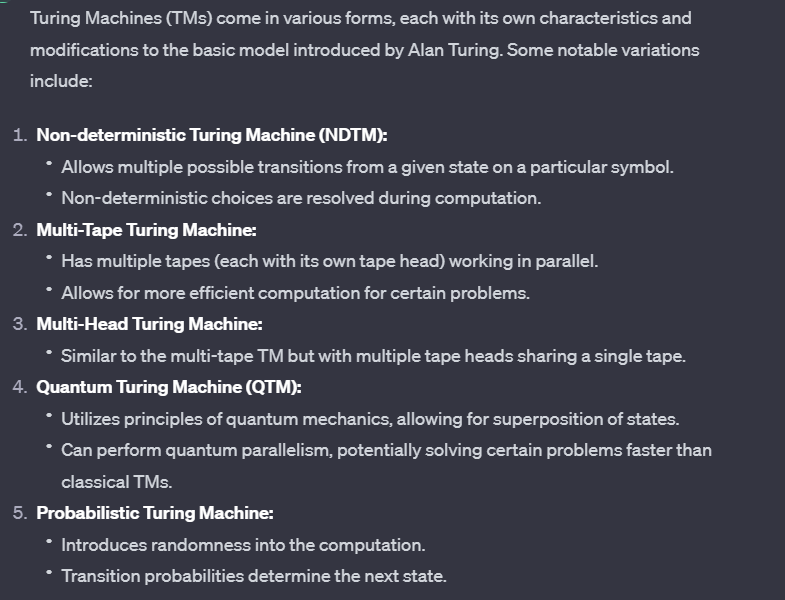 Turing Machines (TMs) come in various forms, each with its own characteristics and
modifications to the basic model introduced by Alan Turing. Some notable variations
include:
1. Non-deterministic Turing Machine (NDTM):
• Allows multiple possible transitions from a given state on a particular symbol.
• Non-deterministic choices are resolved during computation.
2. Multi-Tape Turing Machine:
• Has multiple tapes (each with its own tape head) working in parallel.
• Allows for more efficient computation for certain problems.
3. Multi-Head Turing Machine:
• Similar to the multi-tape TM but with multiple tape heads sharing a single tape.
4. Quantum Turing Machine (QTM):
• Utilizes principles of quantum mechanics, allowing for superposition of states.
• Can perform quantum parallelism, potentially solving certain problems faster than
classical TMs.
5. Probabilistic Turing Machine:
• Introduces randomness into the computation.
• Transition probabilities determine the next state.